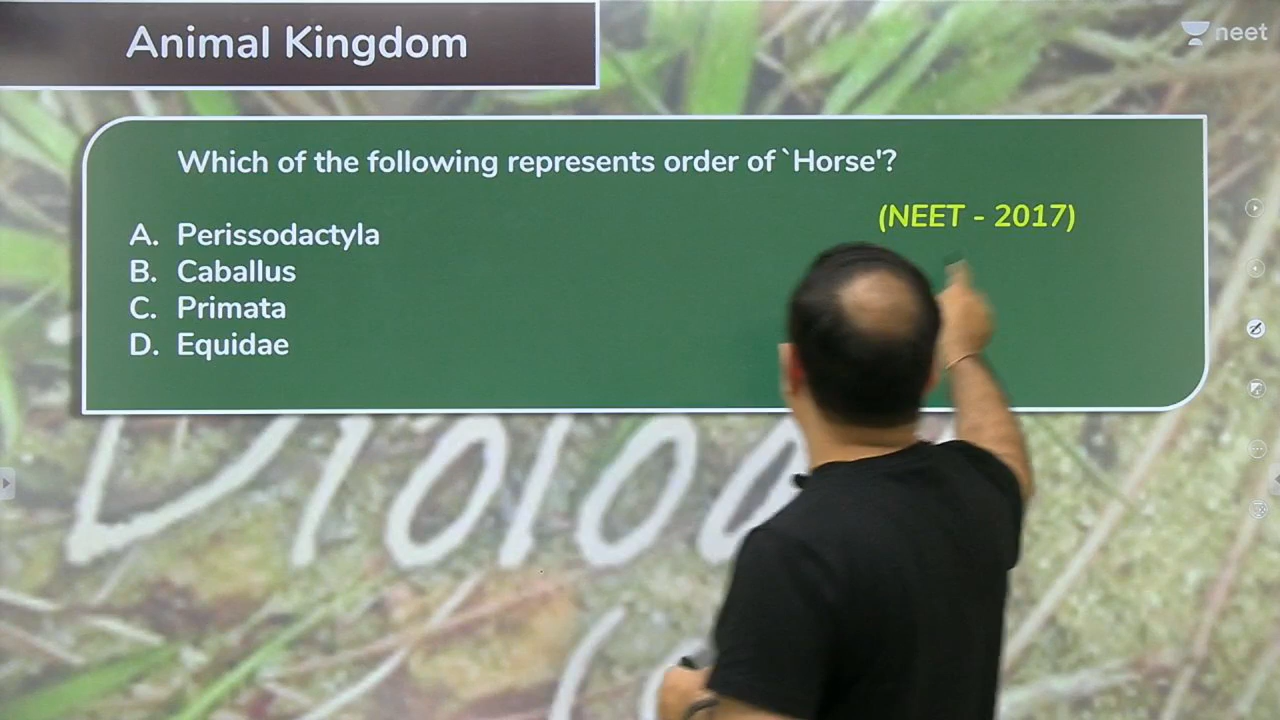 Animal Kingdom
neet
Which of the following represents order of `Horse'?
(NEET - 2017)
A. Perissodactyla
B. Caballus
C. Primata
D. Equidae